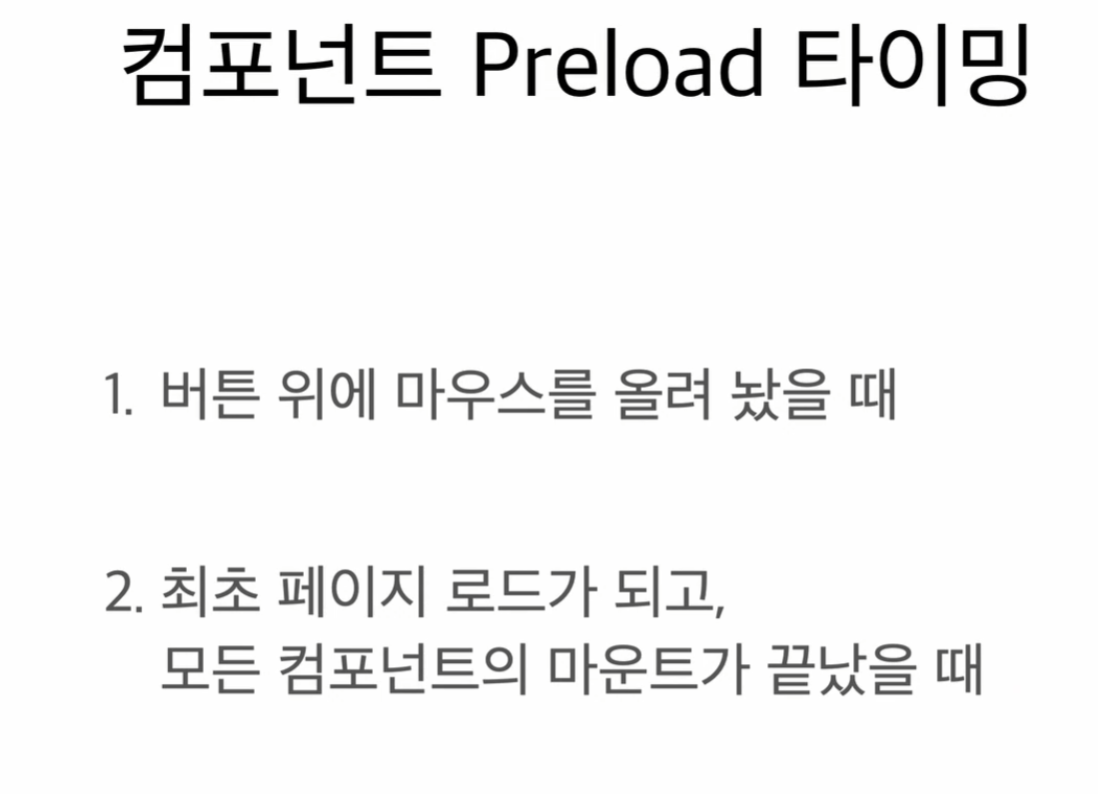 컴포넌트 Preload 타이밍
1. 버튼 위에 마우스를 올려 놨을 때
2. 최초 페이지 로드가 되고,
모든 컴포넌트의 마운트가 끝났을 때